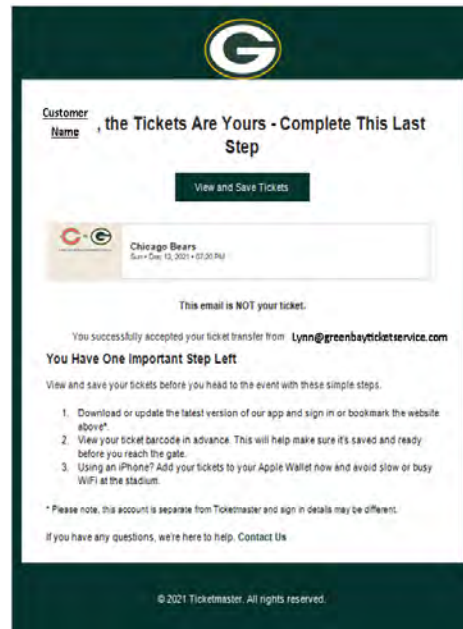 G
Customer
Name , the Tickets Are Yours - Complete This Last
Step
View and Save Tickets
C G
Chicago Bears
Sun • Dec 12, 2021 • 07:20 PM
This email is NOT your ticket.
You successfully accepted your ticket transfer from Lynn@greenbayticketservice.com
You Have One Important Step Left
View and save your tickets before you head to the event with these simple steps.
1. Download or update the latest version of our app and sign in or bookmark the website
above*.
2. View your ticket barcode in advance. This will help make sure it's saved and ready
before you reach the gate.
3. Using an iPhone? Add your tickets to your Apple Wallet now and avoid slow or busy
WiFi at the stadium.
* Please note, this account is separate from Ticketmaster and sign in details may be different.
If you have any questions, we're here to help. Contact Us
© 2021 Ticketmaster. All rights reserved.